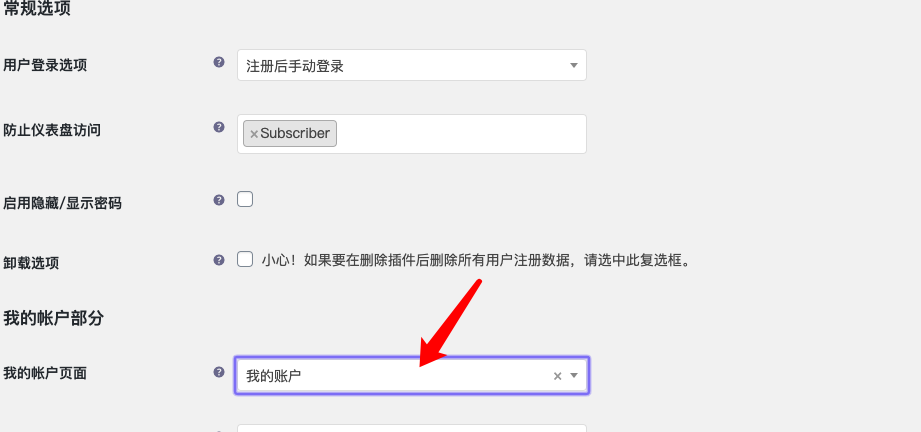 常规选项
用户登录选项
注册后手动登录
防止仪表盘访问
×Subscriber
启用隐藏/显示密码
卸载选项
小心！如果要在删除插件后删除所有用户注册数据，请选中此复选框。
我的帐户部分
我的帐户页面
我的账户